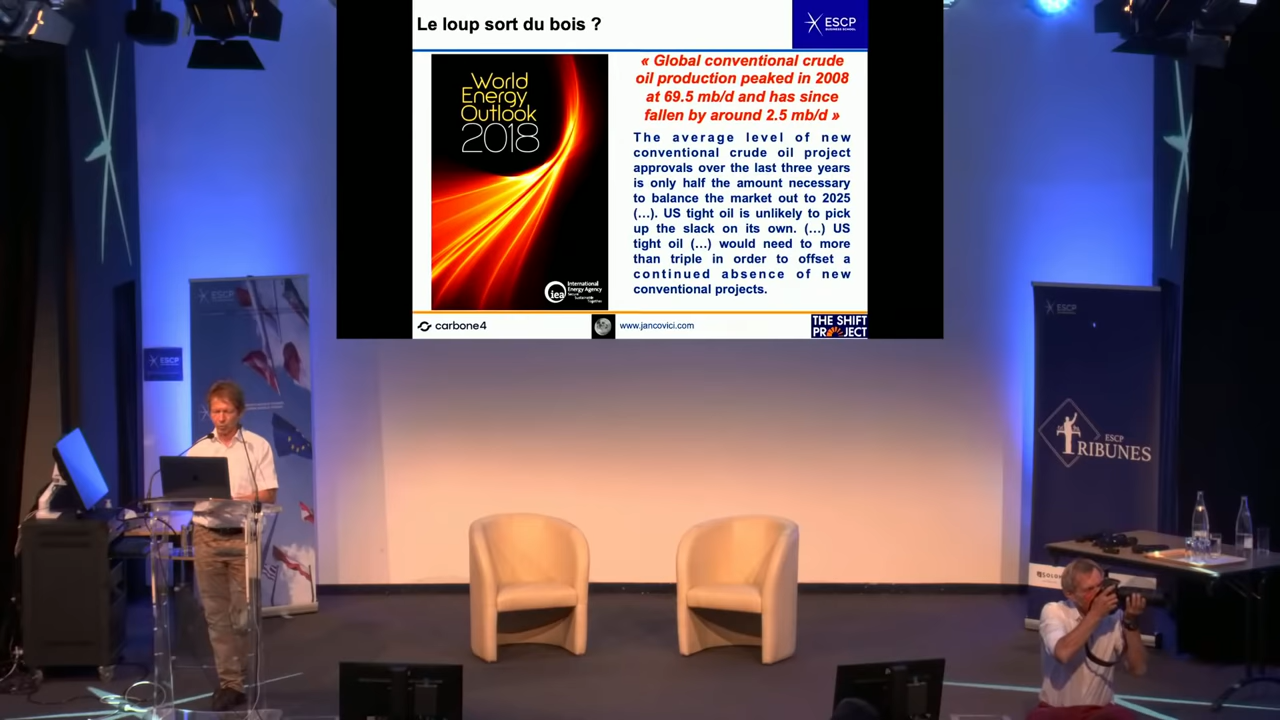 Le loup sort du bois ?
ESCP
BUSINESS SCHOOL
World
Energy
Outlook
2018
International
Energy Agency
iea
« Global conventional crude
oil production peaked in 2008
at 69.5 mb/d and has since
fallen by around 2.5 mb/d »
The average level of new
conventional crude oil project
approvals over the last three years
is only half the amount necessary
to balance the market out to 2025
(…). US tight oil is unlikely to pick
up the slack on its own. (…) US
tight oil (…) would need to more
than triple in order to offset a
continued absence of new
conventional projects.
carbone4
www.jancovici.com
THE SHIFT
PROJECT
ESCP
ESCP
ESCP
ESCP
TRIBUNES